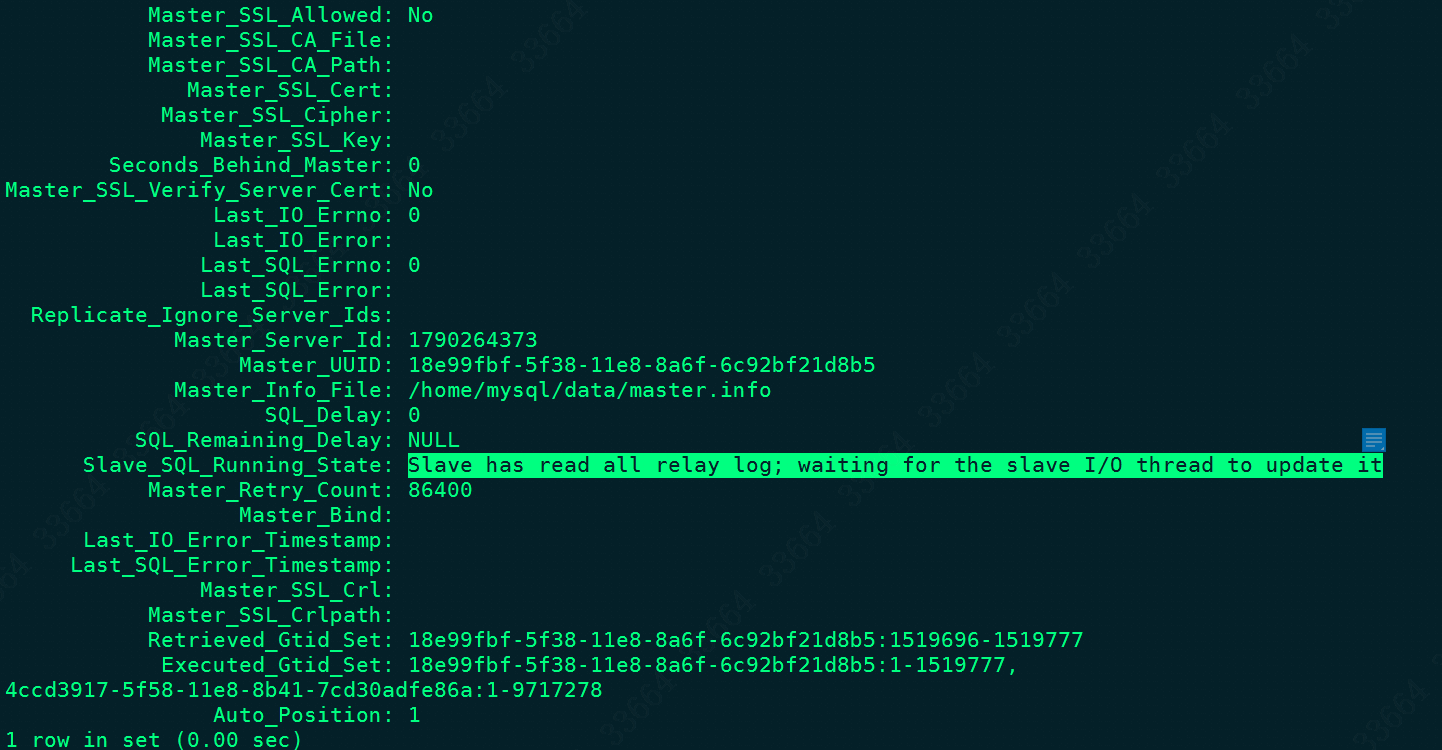 Master_SSL_Allowed: No
Master_SSL_CA_File:
Master_SSL_CA_Path:
Master_SSL_Cert:
Master_SSL_Cipher:
Master_SSL_Key:
Seconds_Behind_Master: 0
Master_SSL_Verify_Server_Cert: No
Last_IO_Errno: 0
Last_IO_Error:
Last_SQL_Errno: 0
Last_SQL_Error:
Replicate_Ignore_Server_Ids:
Master_Server_Id: 1790264373
Master_UUID: 18e99fbf-5f38-11e8-8a6f-6c92bf21d8b5
Master_Info_File: /home/mysql/data/master.info
SQL_Delay: 0
SQL_Remaining_Delay: NULL
Slave_SQL_Running_State: Slave has read all relay log; waiting for the slave I/O thread to update it
Master_Retry_Count: 86400
Master_Bind:
Last_IO_Error_Timestamp:
Last_SQL_Error_Timestamp:
Master_SSL_Crl:
Master_SSL_Crlpath:
Retrieved_Gtid_Set: 18e99fbf-5f38-11e8-8a6f-6c92bf21d8b5:1519696-1519777
Executed_Gtid_Set: 18e99fbf-5f38-11e8-8a6f-6c92bf21d8b5:1-1519777,
4ccd3917-5f58-11e8-8b41-7cd30adfe86a:1-9717278
Auto_Position: 1
1 row in set (0.00 sec)